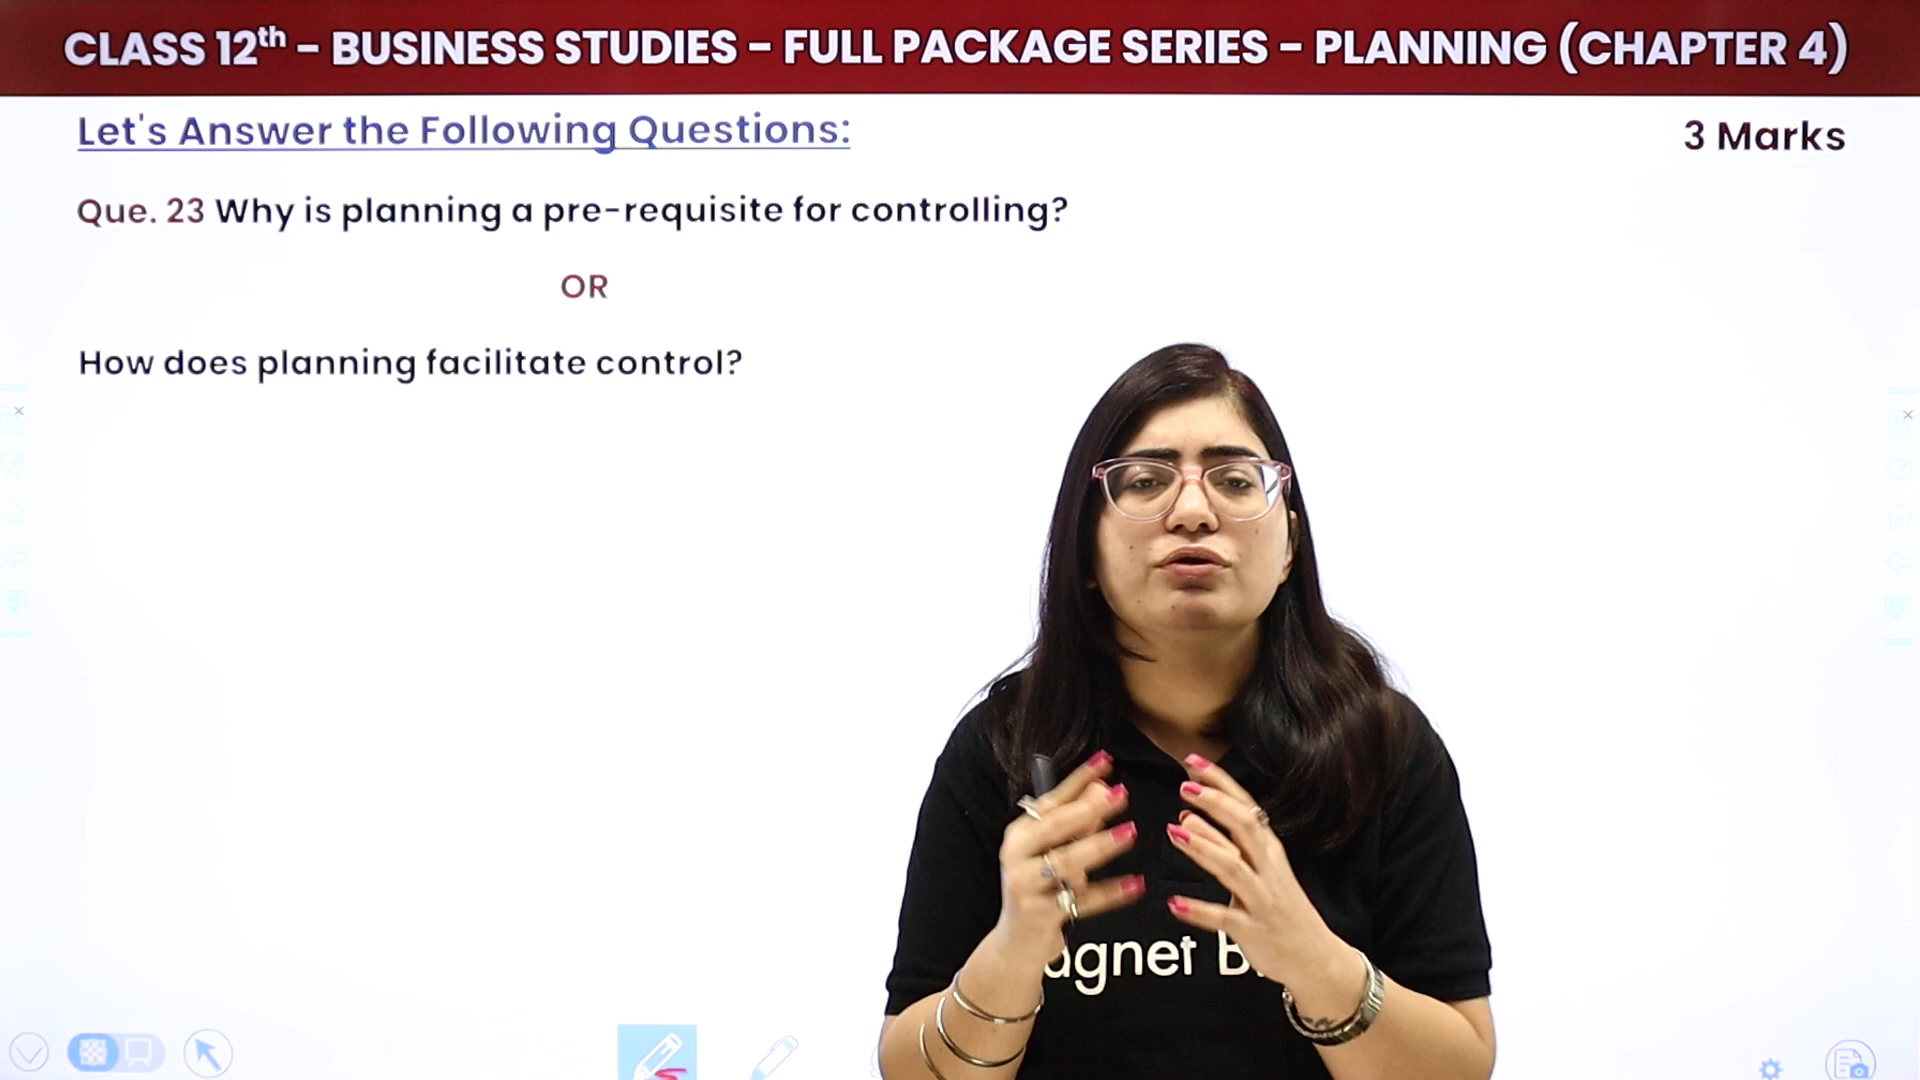 CLASS 12th – BUSINESS STUDIES – FULL PACKAGE SERIES – PLANNING (CHAPTER 4)
Let's Answer the Following Questions:
3 Marks
Que. 23 Why is planning a pre-requisite for controlling?
OR
How does planning facilitate control?
agnet B